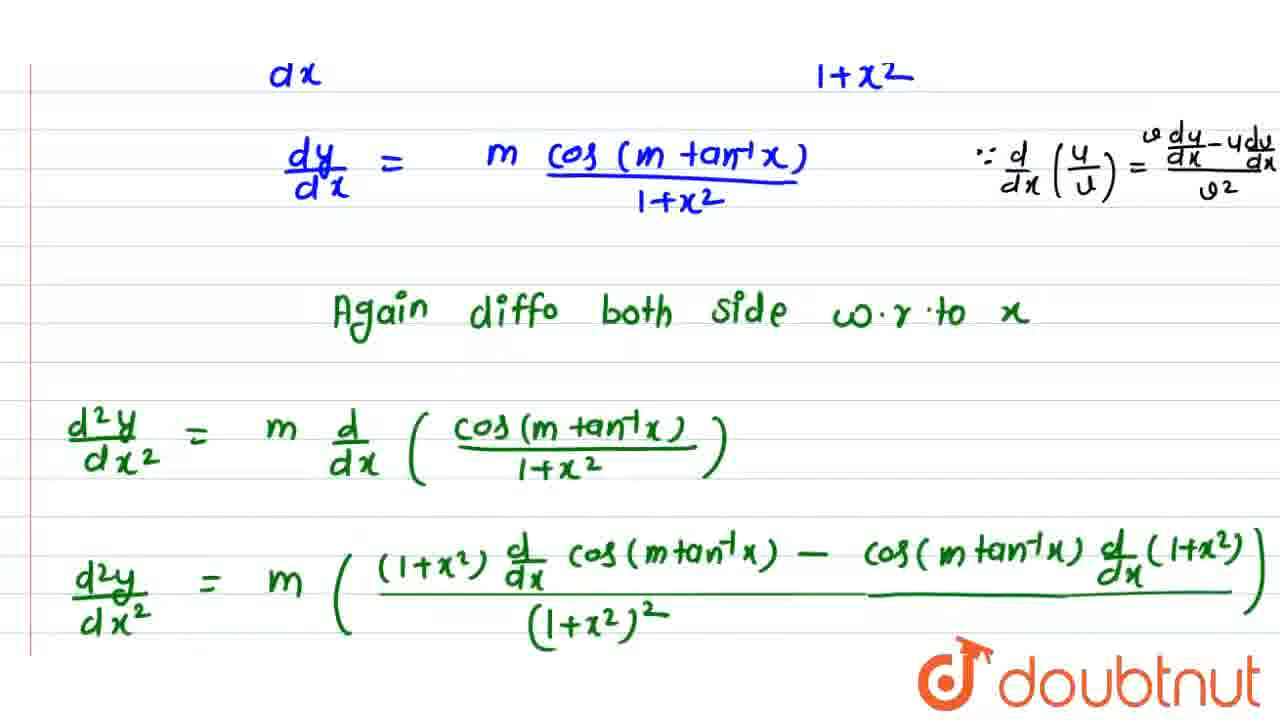 dx 1+x²
dy/dx = m cos(m tan⁻¹x)/1+x² ∵ d/dx (u/v) = v du/dx - u dv/dx / v²
Again diffo both side w.r.to x
d²y/dx² = m d/dx ( cos(m tan⁻¹x)/1+x² )
d²y/dx² = m ( (1+x²) d/dx cos(m tan⁻¹x) - cos(m tan⁻¹x) d/dx (1+x²) / (1+x²)² )
doubtnut